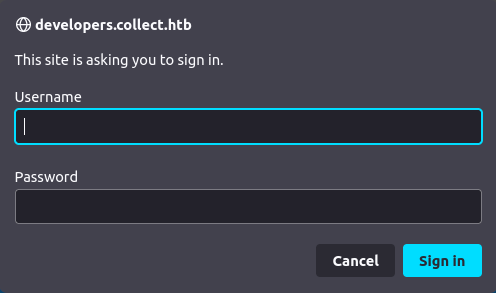 developers.collect.htb
This site is asking you to sign in.
Username
Password
Cancel
Sign in